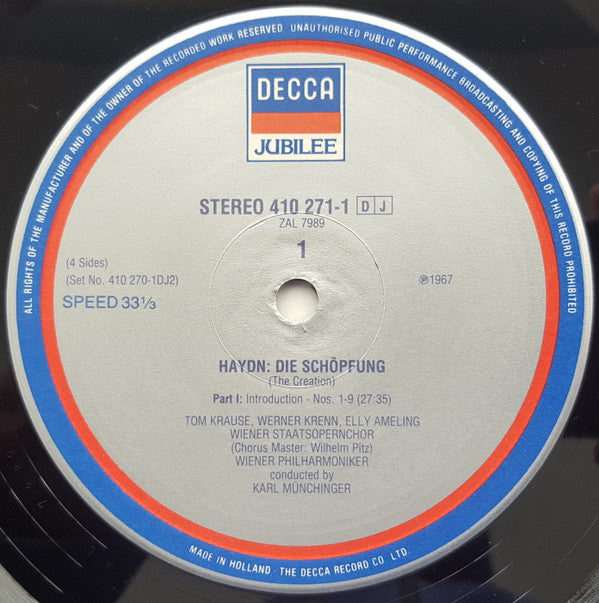 ALL RIGHTS OF THE MANUFACTURER AND OF THE OWNER OF THE RECORDED WORK RESERVED UNAUTHORISED PUBLIC PERFORMANCE BROADCASTING AND COPYING OF THIS RECORD PROHIBITED
DECCA
JUBILEE
STEREO 410 271-1 D J
ZAL 7989
1
(4 Sides)
(Set No. 410 270-1DJ2)
℗1967
SPEED 33⅓
HAYDN: DIE SCHÖPFUNG
(The Creation)
Part I: Introduction - Nos. 1-9 (27:35)
TOM KRAUSE, WERNER KRENN, ELLY AMELING
WIENER STAATSOPERNCHOR
(Chorus Master: Wilhelm Pitz)
WIENER PHILHARMONIKER
conducted by
KARL MÜNCHINGER
MADE IN HOLLAND · THE DECCA RECORD CO. LTD.